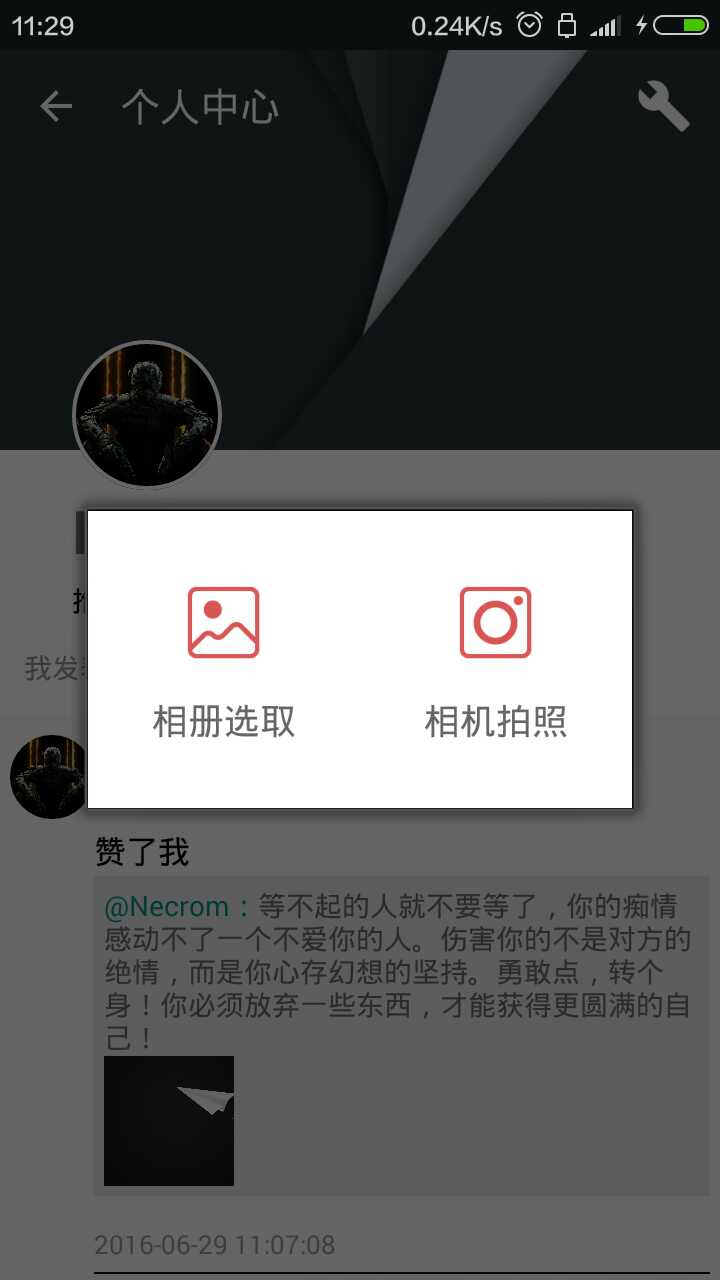 11:29 0.24K/s
个人中心
我发
相册选取 相机拍照
赞了我
@Necrom：等不起的人就不要等了，你的痴情
感动不了一个不爱你的人。伤害你的不是对方的
绝情，而是你心存幻想的坚持。勇敢点，转个
身！你必须放弃一些东西，才能获得更圆满的自
己！
2016-06-29 11:07:08